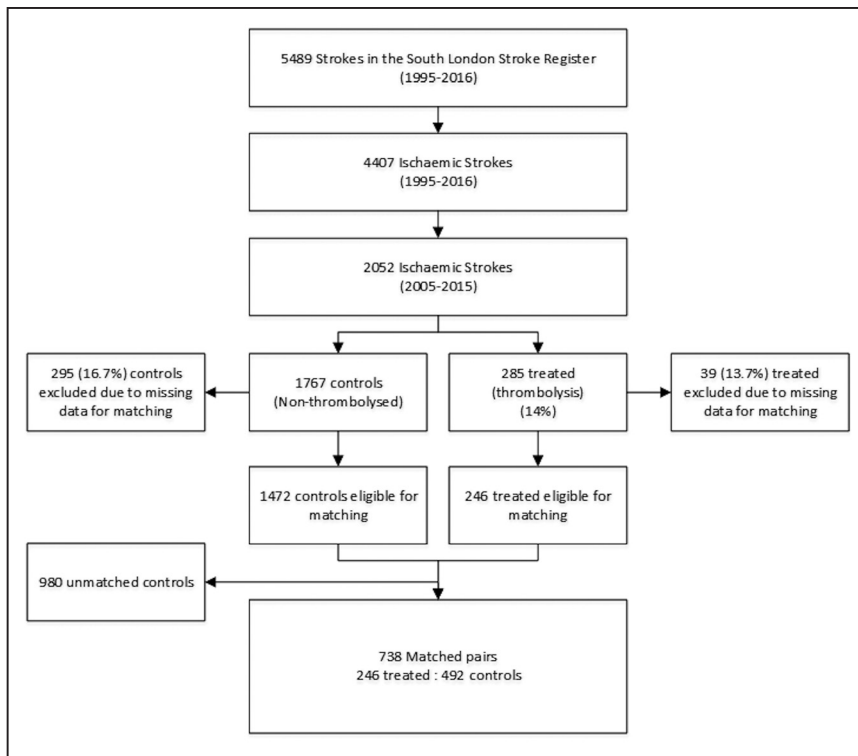 5489 Strokes in the South London Stroke Register
(1995-2016)
4407 Ischaemic Strokes
(1995-2016)
2052 Ischaemic Strokes
(2005-2015)
295 (16.7%) controls
excluded due to missing
data for matching
1767 controls
(Non-thrombolysed)
285 treated
(thrombolysis)
(14%)
39 (13.7%) treated
excluded due to missing
data for matching
1472 controls eligible for
matching
246 treated eligible for
matching
980 unmatched controls
738 Matched pairs
246 treated : 492 controls